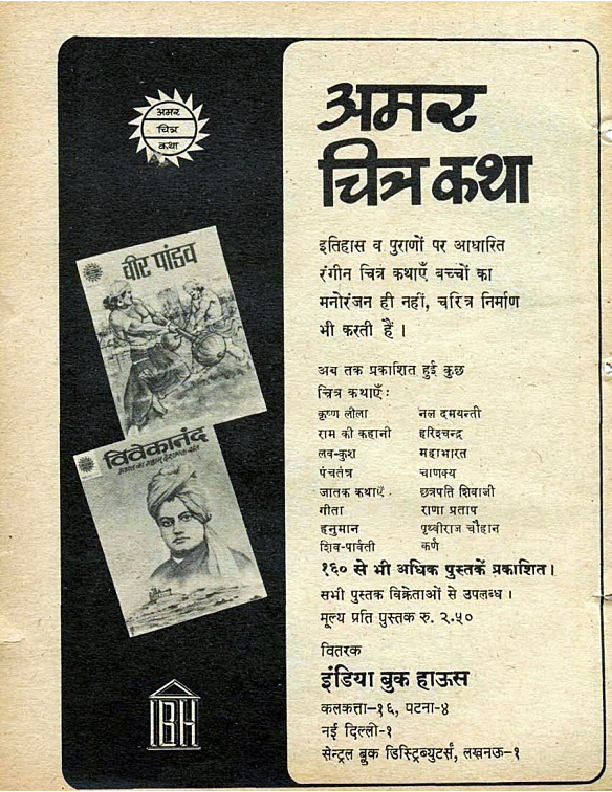 अमर
चित्र
कथा
वीर पांडव
विवेकानंद
IBH
अमर
चित्र कथा
इतिहास व पुराणों पर आधारित
रंगीन चित्र कथाएँ बच्चों का
मनोरंजन ही नहीं, चरित्र निर्माण
भी करती हैं ।
अब तक प्रकाशित हुई कुछ
चित्र कथाएँ :
कृष्ण लीला नल दमयन्ती
राम की कहानी हरिश्चन्द्र
लव-कुश महाभारत
पंचतंत्र चाणक्य
जातक कथाएँ छत्रपति शिवाजी
गीता राणा प्रताप
हनुमान पृथ्वीराज चौहान
शिव-पार्वती कर्ण
१६० से भी अधिक पुस्तकें प्रकाशित।
सभी पुस्तक विक्रेताओं से उपलब्ध ।
मूल्य प्रति पुस्तक रु. २.५०
वितरक
इंडिया बुक हाऊस
कलकत्ता–१६, पटना-४
नई दिल्ली-१
सेन्ट्रल बूक डिस्ट्रिब्युटर्स, लखनऊ-१